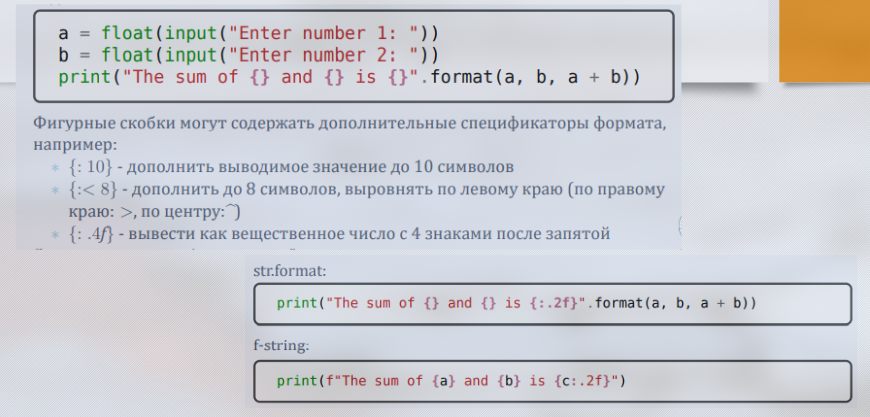 a = float(input("Enter number 1: "))
b = float(input("Enter number 2: "))
print("The sum of {} and {} is {}".format(a, b, a + b))
Фигурные скобки могут содержать дополнительные спецификаторы формата,
например:
* {: 10} - дополнить выводимое значение до 10 символов
* {:< 8} - дополнить до 8 символов, выровнять по левому краю (по правому
краю: >, по центру:^)
* {: .4f} - вывести как вещественное число с 4 знаками после запятой
str.format:
print("The sum of {} and {} is {:.2f}".format(a, b, a + b))
f-string:
print(f"The sum of {a} and {b} is {c:.2f}")